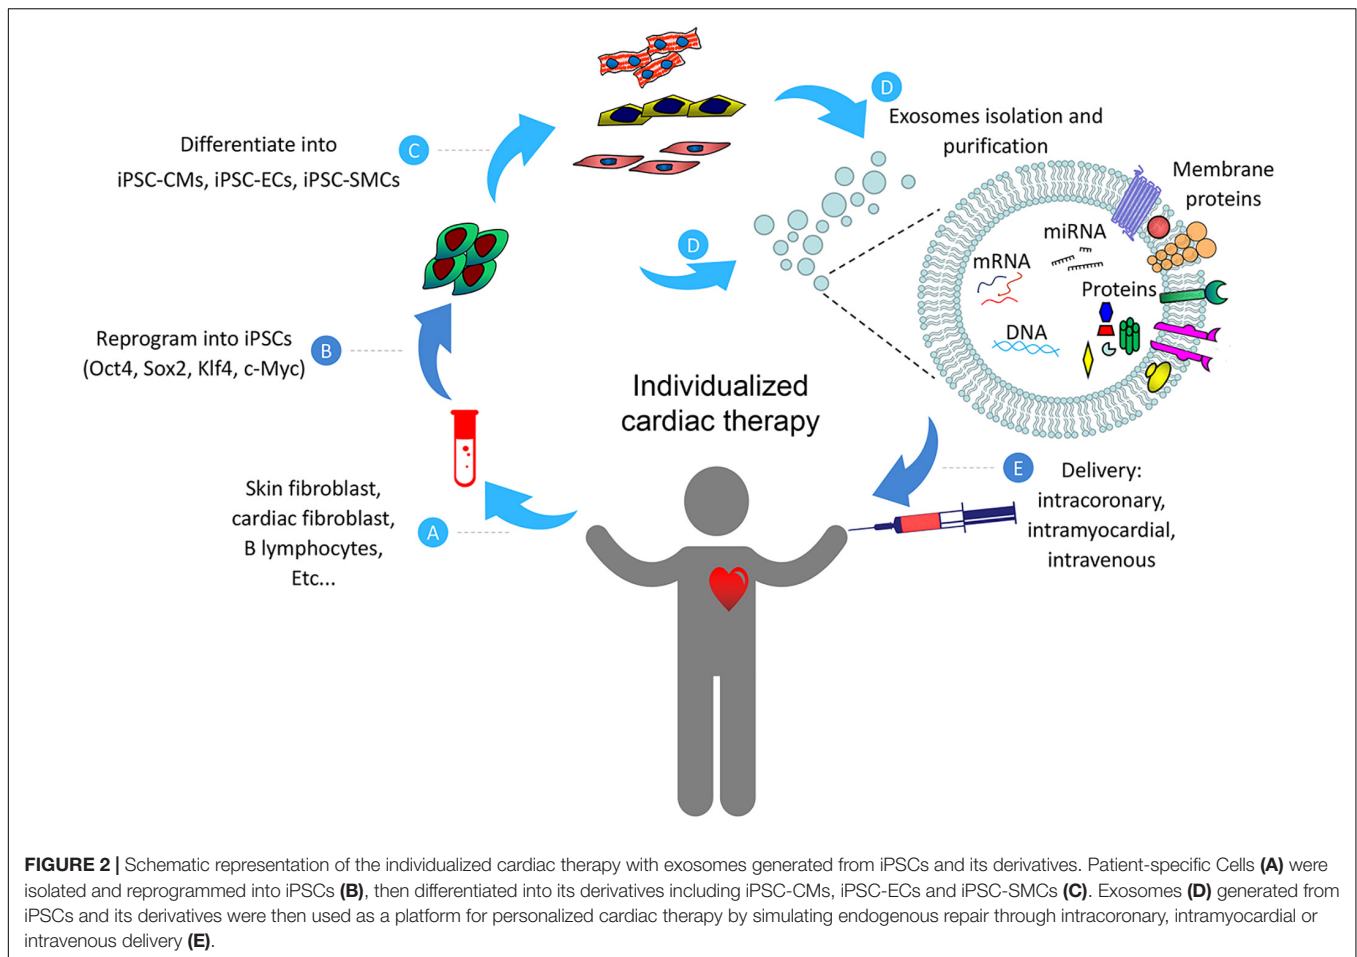 D
Exosomes isolation and
purification
Differentiate into
iPSC-CMs, iPSC-ECs, iPSC-SMCs
C
Membrane
proteins
miRNA
mRNA
Proteins
DNA
D
Reprogram into iPSCs
(Oct4, Sox2, Klf4, c-Myc)
B
Individualized
cardiac therapy
Skin fibroblast,
cardiac fibroblast,
B lymphocytes,
Etc...
A
E
Delivery:
intracoronary,
intramyocardial,
intravenous
FIGURE 2 | Schematic representation of the individualized cardiac therapy with exosomes generated from iPSCs and its derivatives. Patient-specific Cells (A) were
isolated and reprogrammed into iPSCs (B), then differentiated into its derivatives including iPSC-CMs, iPSC-ECs and iPSC-SMCs (C). Exosomes (D) generated from
iPSCs and its derivatives were then used as a platform for personalized cardiac therapy by simulating endogenous repair through intracoronary, intramyocardial or
intravenous delivery (E).